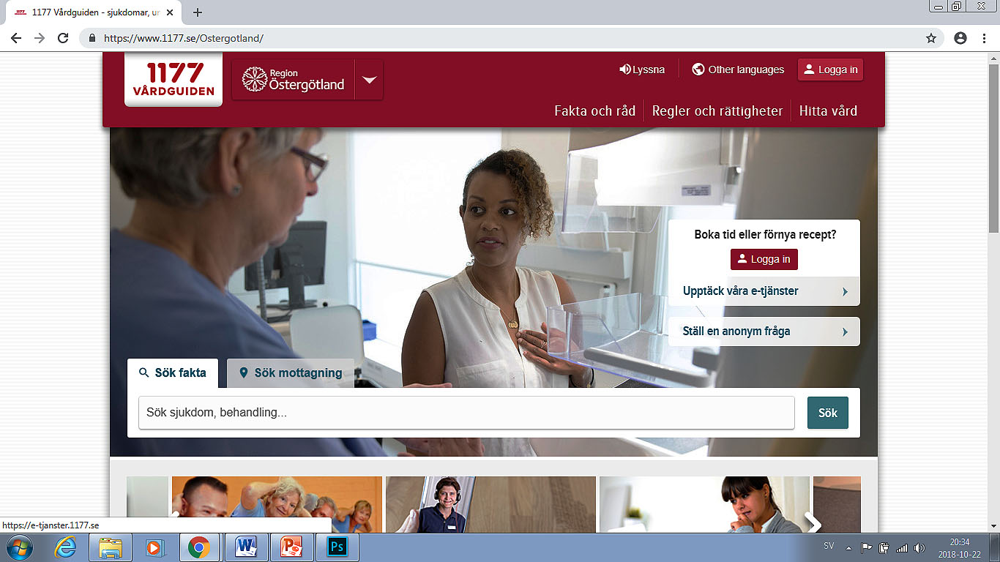 1177 Vårdguiden - sjukdomar, ur
https://www.1177.se/Ostergotland/
1177
VÅRDGUIDEN
Region
Östergötland
Lyssna
Other languages
Logga in
Fakta och råd
Regler och rättigheter
Hitta vård
Boka tid eller förnya recept?
Logga in
Upptäck våra e-tjänster
Ställ en anonym fråga
Sök fakta
Sök mottagning
Sök sjukdom, behandling...
Sök
https://e-tjanster.1177.se
SV
20:34
2018-10-22